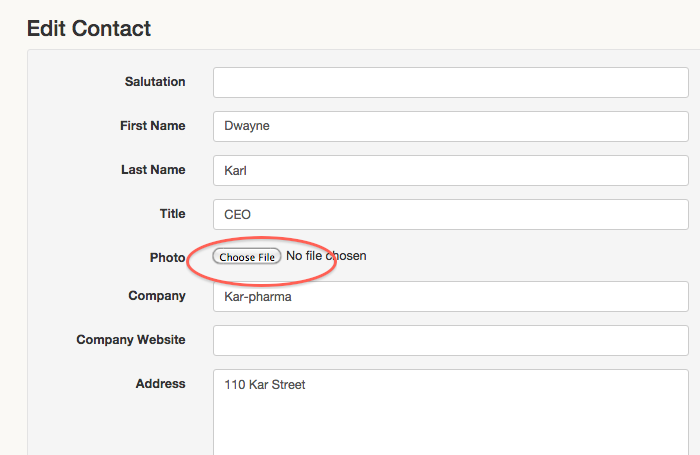 Edit Contact
Salutation
First Name Dwayne
Last Name Karl
Title CEO
Photo Choose File No file chosen
Company Kar-pharma
Company Website
Address 110 Kar Street